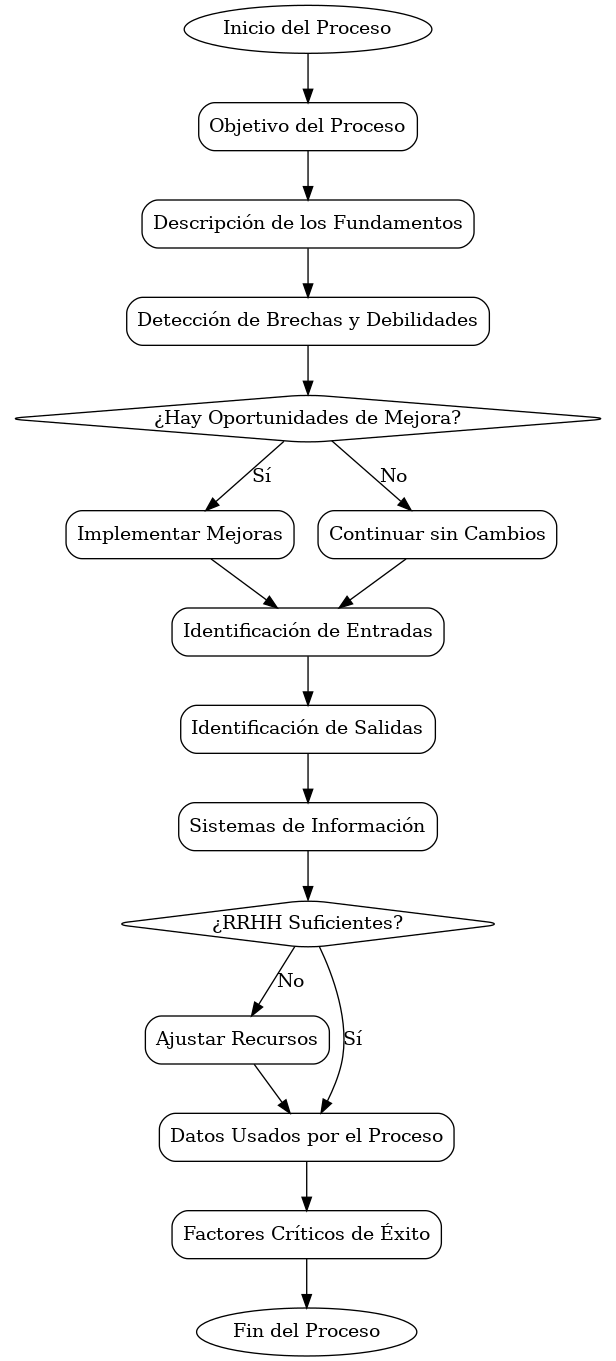 Inicio del Proceso
Objetivo del Proceso
Descripción de los Fundamentos
Detección de Brechas y Debilidades
¿Hay Oportunidades de Mejora?
Sí
No
Implementar Mejoras
Continuar sin Cambios
Identificación de Entradas
Identificación de Salidas
Sistemas de Información
¿RRHH Suficientes?
No
Ajustar Recursos
Sí
Datos Usados por el Proceso
Factores Críticos de Éxito
Fin del Proceso